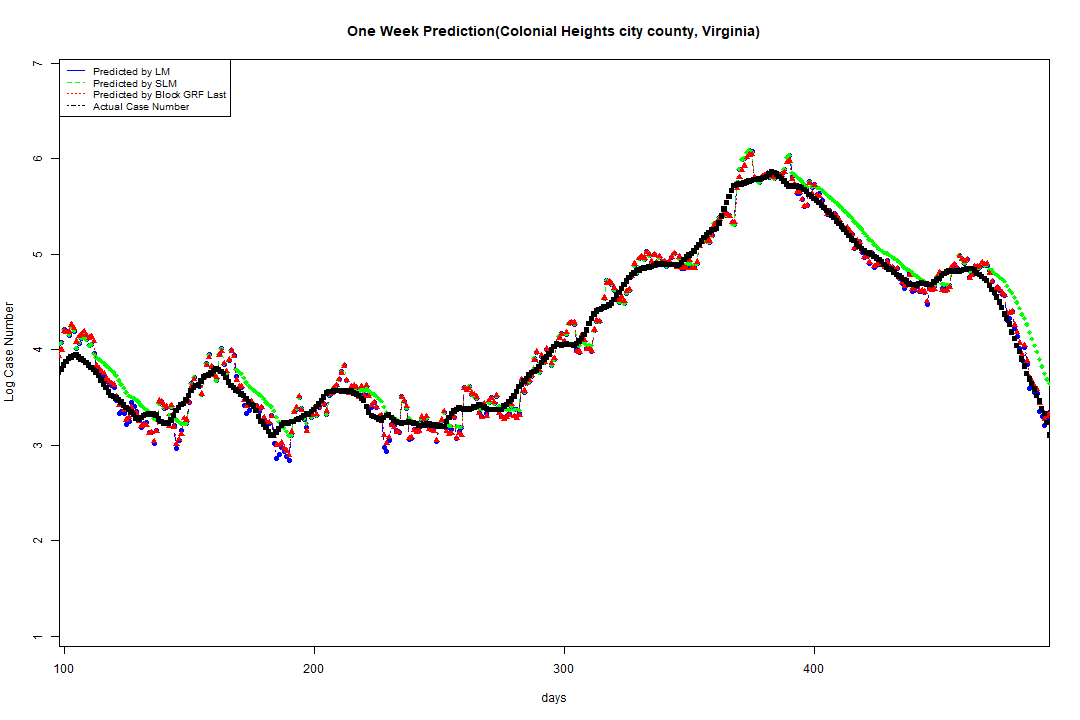 One Week Prediction(Colonial Heights city county, Virginia)
Predicted by LM
Predicted by SLM
Predicted by Block GRF Last
Actual Case Number
7
6
5
4
3
2
1
Log Case Number
100 200 300 400
days